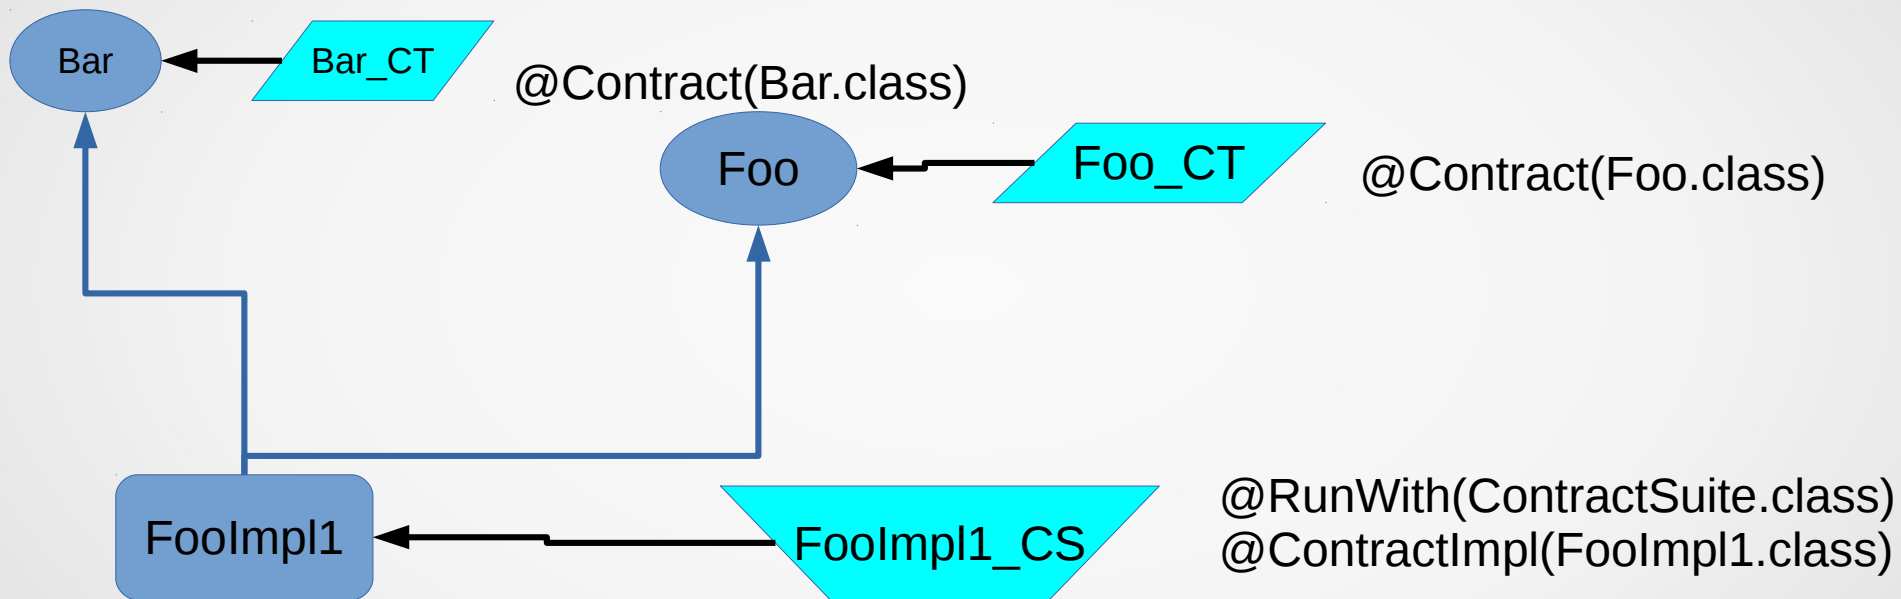 Bar
Bar_CT
@Contract(Bar.class)
Foo
Foo_CT
@Contract(Foo.class)
FooImpl1
FooImpl1_CS
@RunWith(ContractSuite.class)
@ContractImpl(FooImpl1.class)